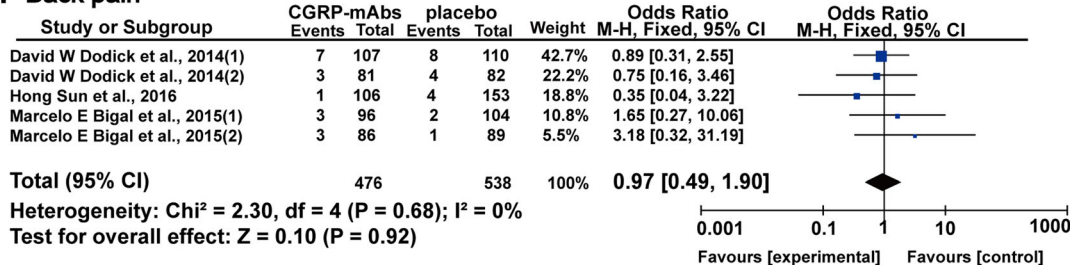 Back pain
CGRP-mAbs placebo Odds Ratio Odds Ratio
Study or Subgroup Events Total Events Total Weight M-H, Fixed, 95% CI M-H, Fixed, 95% CI
David W Dodick et al., 2014(1) 7 107 8 110 42.7% 0.89 [0.31, 2.55]
David W Dodick et al., 2014(2) 3 81 4 82 22.2% 0.75 [0.16, 3.46]
Hong Sun et al., 2016 1 106 4 153 18.8% 0.35 [0.04, 3.22]
Marcelo E Bigal et al., 2015(1) 3 96 2 104 10.8% 1.65 [0.27, 10.06]
Marcelo E Bigal et al., 2015(2) 3 86 1 89 5.5% 3.18 [0.32, 31.19]
Total (95% CI) 476 538 100% 0.97 [0.49, 1.90]
Heterogeneity: Chi² = 2.30, df = 4 (P = 0.68); I² = 0%
Test for overall effect: Z = 0.10 (P = 0.92)
0.001 0.1 1 10 1000
Favours [experimental] Favours [control]